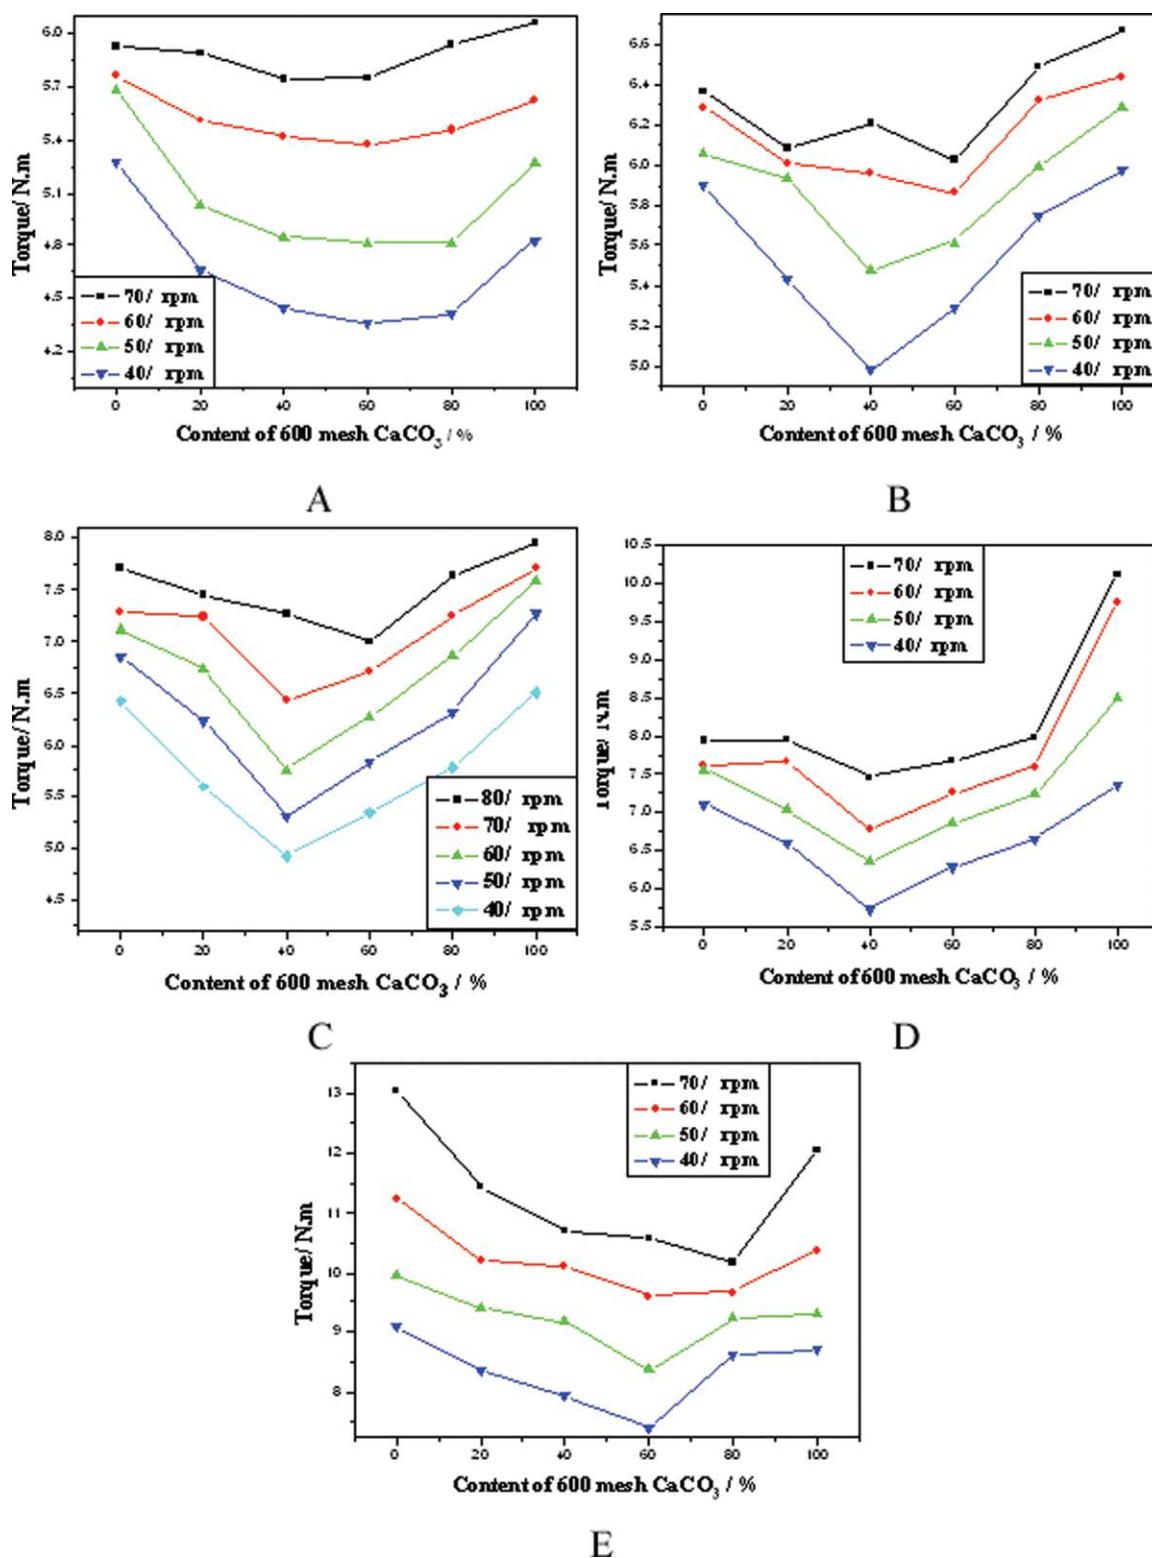 6.0
5.7
5.4
5.1
4.8
4.5
4.2
Torque/ N.m
70/ rpm
60/ rpm
50/ rpm
40/ rpm
0 20 40 60 80 100
Content of 600 mesh CaCO3 / %
A
6.6
6.4
6.2
6.0
5.8
5.6
5.4
5.2
5.0
Torque/ N.m
70/ rpm
60/ rpm
50/ rpm
40/ rpm
0 20 40 60 80 100
Content of 600 mesh CaCO3 / %
B
8.0
7.5
7.0
6.5
6.0
5.5
5.0
4.5
Torque/ N.m
80/ rpm
70/ rpm
60/ rpm
50/ rpm
40/ rpm
0 20 40 60 80 100
Content of 600 mesh CaCO3 / %
C
10.5
10.0
9.5
9.0
8.5
8.0
7.5
7.0
6.5
6.0
5.5
Torque/ N.m
70/ rpm
60/ rpm
50/ rpm
40/ rpm
0 20 40 60 80 100
Content of 600 mesh CaCO3 / %
D
13
12
11
10
9
8
Torque/ N.m
70/ rpm
60/ rpm
50/ rpm
40/ rpm
0 20 40 60 80 100
Content of 600 mesh CaCO3 / %
E